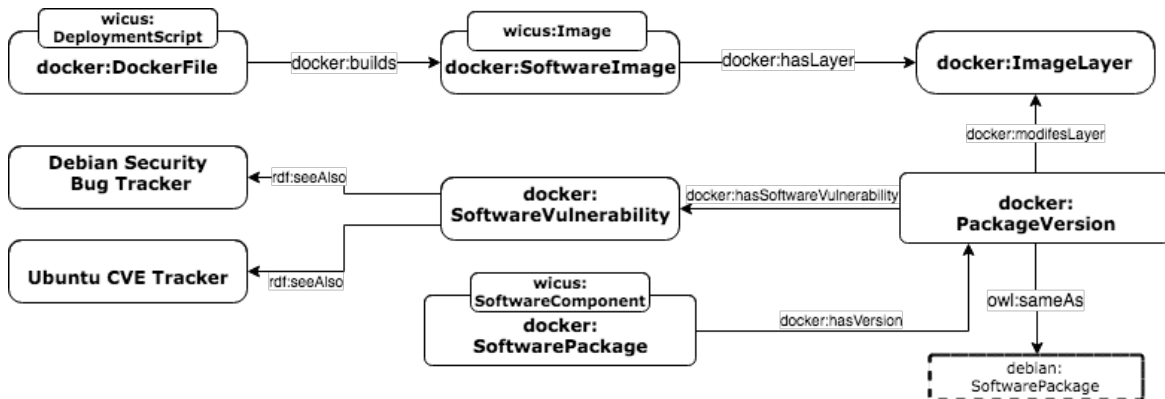 wicus:
DeploymentScript
docker:DockerFile
docker:builds
wicus:Image
docker:SoftwareImage
docker:hasLayer
docker:ImageLayer
docker:modifesLayer
Debian Security
Bug Tracker
rdf:seeAlso
docker:
SoftwareVulnerability
docker:hasSoftwareVulnerability
docker:
PackageVersion
Ubuntu CVE Tracker
rdf:seeAlso
wicus:
SoftwareComponent
docker:
SoftwarePackage
docker:hasVersion
owl:sameAs
debian:
SoftwarePackage